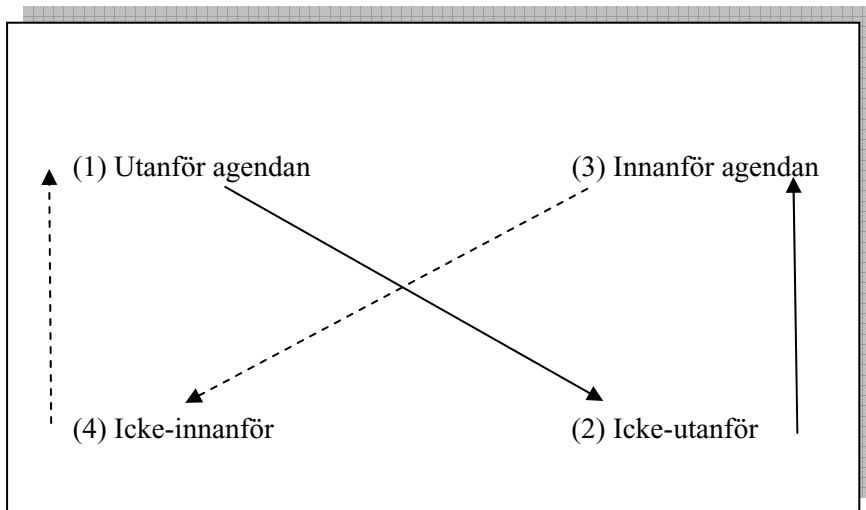 (1) Utanför agendan
(3) Innanför agendan
(4) Icke-innanför
(2) Icke-utanför